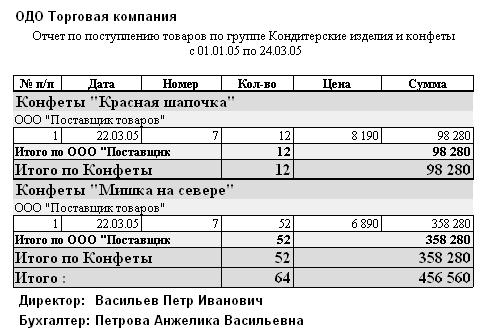 ОДО Торговая компания
Отчет по поступлению товаров по группе Кондитерские изделия и конфеты
с 01.01.05 по 24.03.05
№ п/п Дата Номер Кол-во Цена Сумма
Конфеты "Красная шапочка"
ООО "Поставщик товаров"
1 22.03.05 7 12 8 190 98 280
Итого по ООО "Поставщик 12 98 280
Итого по Конфеты 12 98 280
Конфеты "Мишка на севере"
ООО "Поставщик товаров"
1 22.03.05 7 52 6 890 358 280
Итого по ООО "Поставщик 52 358 280
Итого по Конфеты 52 358 280
Итого : 64 456 560
Директор: Васильев Петр Иванович
Бухгалтер: Петрова Анжелика Васильевна